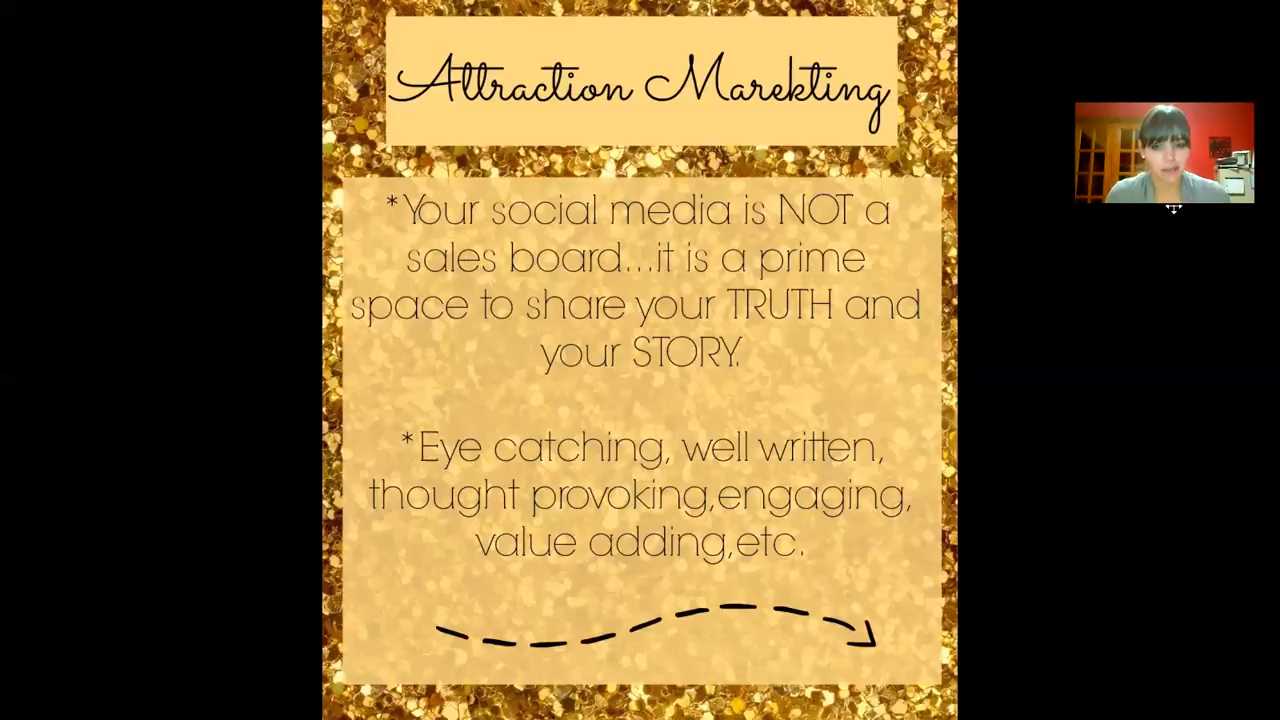 Attraction Marekting
*Your social media is NOT a
sales board...it is a prime
space to share your TRUTH and
your STORY.
*Eye catching, well written,
thought provoking,engaging,
value adding,etc.